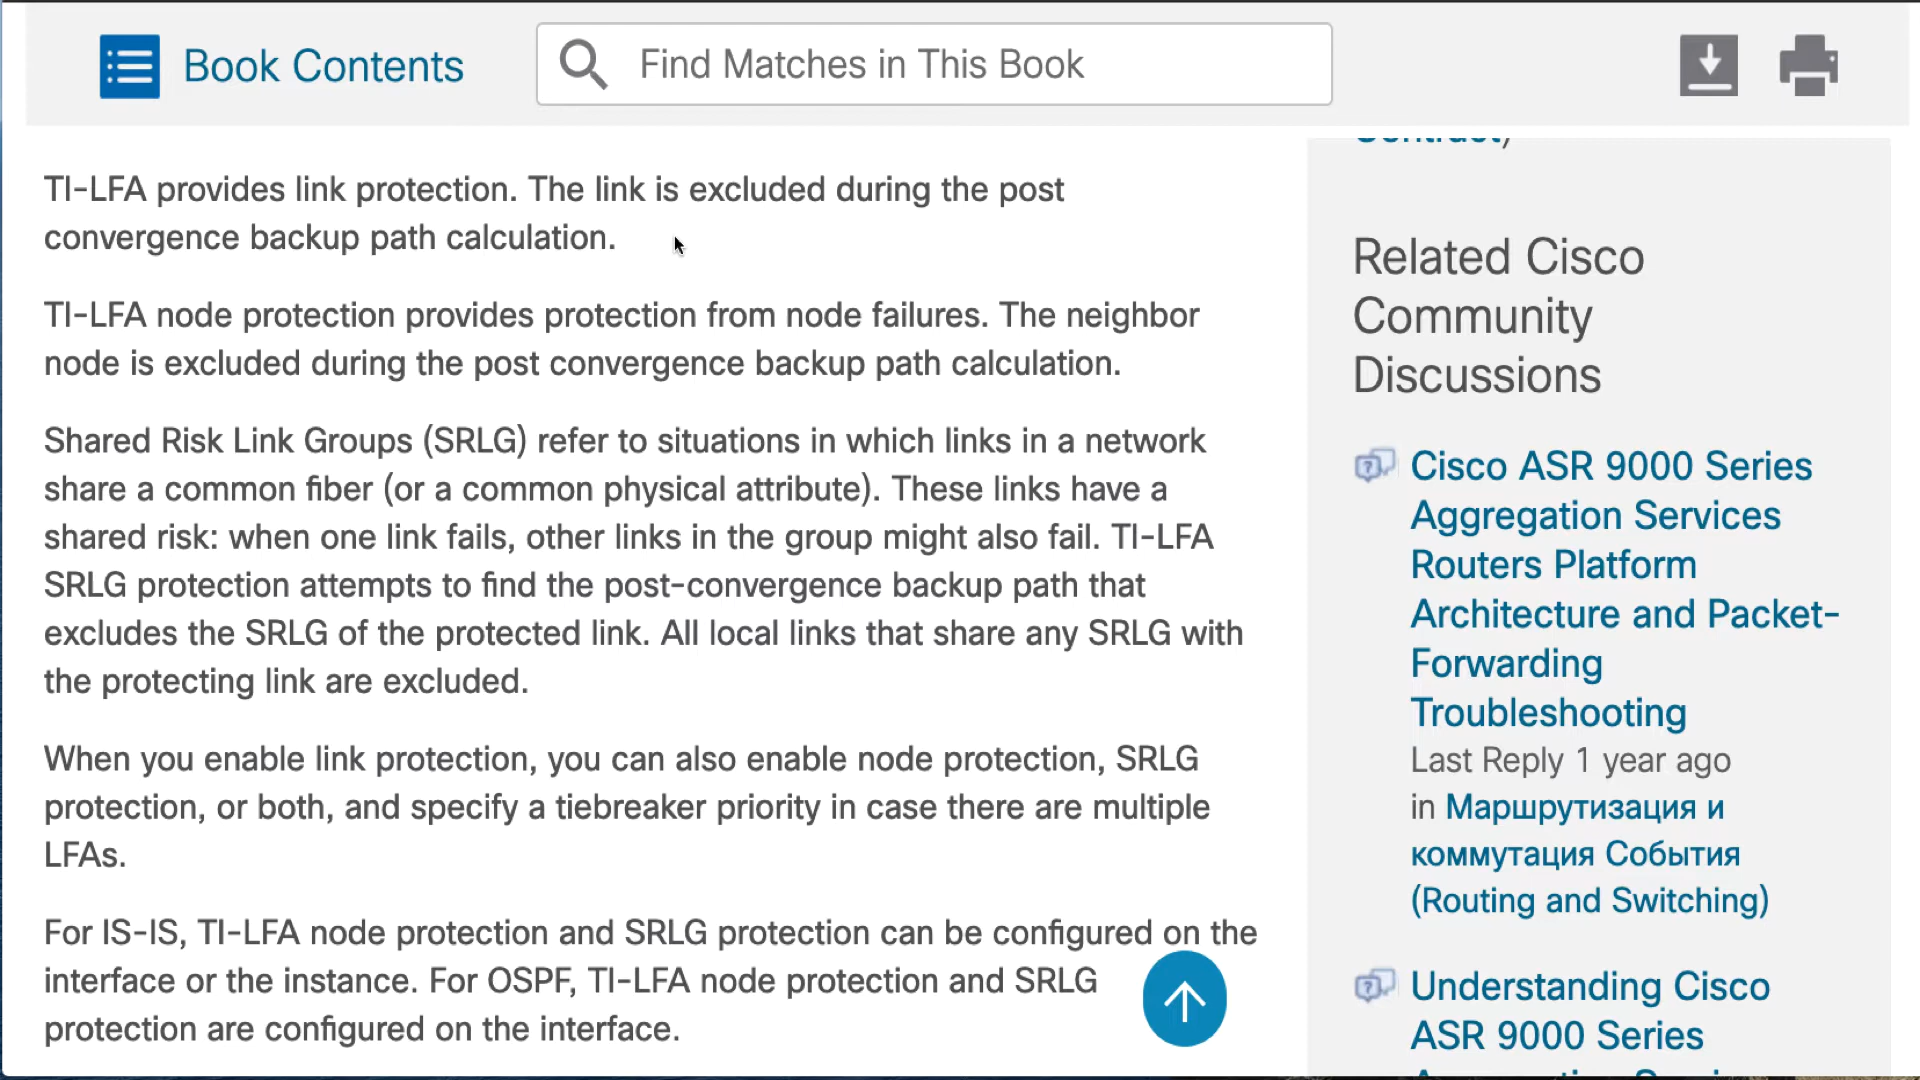 Book Contents
Find Matches in This Book
TI-LFA provides link protection. The link is excluded during the post
convergence backup path calculation.
TI-LFA node protection provides protection from node failures. The neighbor
node is excluded during the post convergence backup path calculation.
Shared Risk Link Groups (SRLG) refer to situations in which links in a network
share a common fiber (or a common physical attribute). These links have a
shared risk: when one link fails, other links in the group might also fail. TI-LFA
SRLG protection attempts to find the post-convergence backup path that
excludes the SRLG of the protected link. All local links that share any SRLG with
the protecting link are excluded.
When you enable link protection, you can also enable node protection, SRLG
protection, or both, and specify a tiebreaker priority in case there are multiple
LFAs.
For IS-IS, TI-LFA node protection and SRLG protection can be configured on the
interface or the instance. For OSPF, TI-LFA node protection and SRLG
protection are configured on the interface.
Related Cisco
Community
Discussions
Cisco ASR 9000 Series
Aggregation Services
Routers Platform
Architecture and Packet-
Forwarding
Troubleshooting
Last Reply 1 year ago
in Маршрутизация и
коммутация События
(Routing and Switching)
Understanding Cisco
ASR 9000 Series